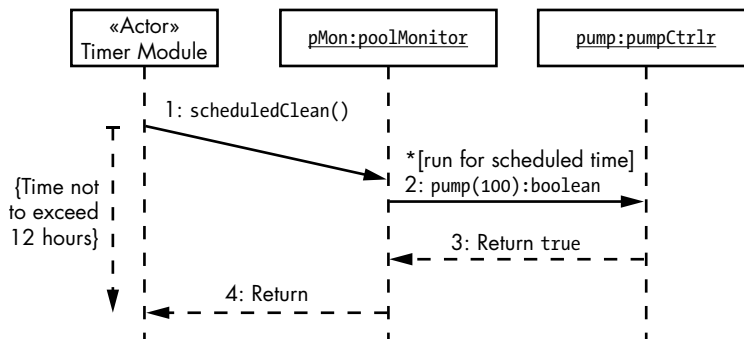 «Actor»
Timer Module
pMon:poolMonitor
pump:pumpCtrlr
1: scheduledClean()
*[run for scheduled time]
2: pump(100):boolean
{Time not
to exceed
12 hours}
3: Return true
4: Return